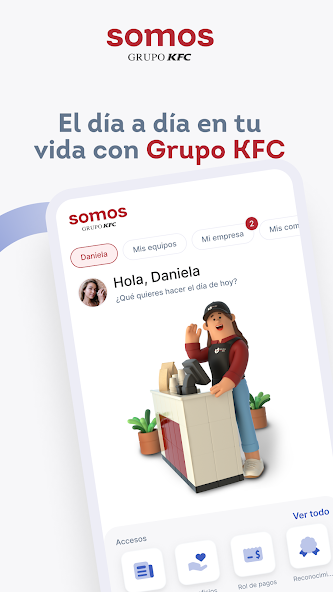 somos
GRUPO KFC
El día a día en tu
vida con Grupo KFC
somos
GRUPO KFC
Daniela
Mis equipos
Mi empresa
2
Mis com
Hola, Daniela
¿Qué quieres hacer el día de hoy?
Accesos
Ver todo
Rol de pagos
Reconocim...